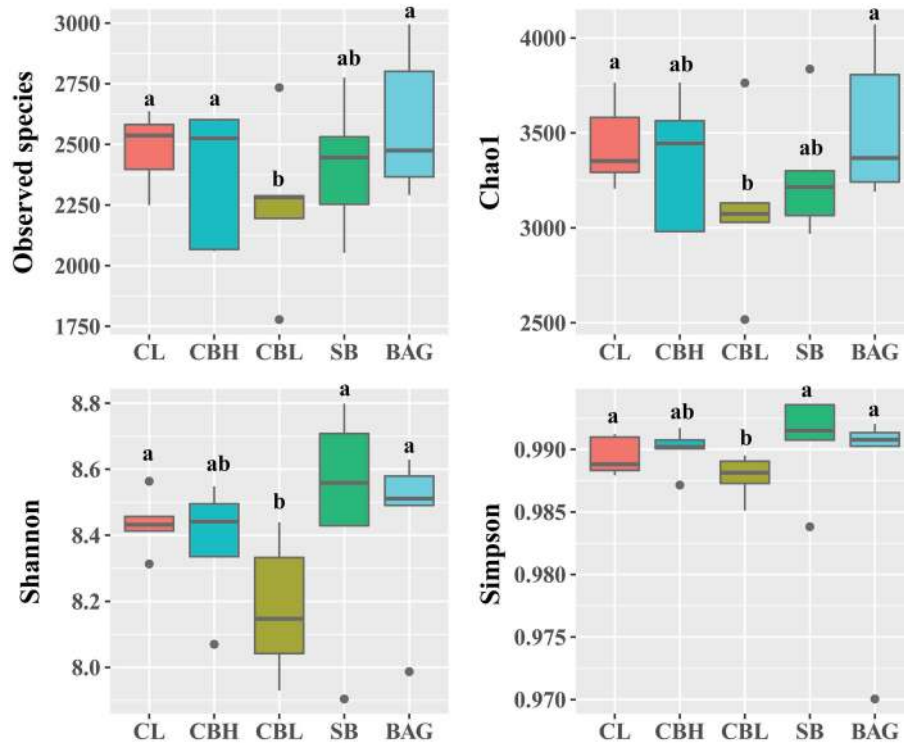 Observed species
3000
2750
2500
2250
2000
1750
a
a
b
ab
a
CL CBH CBL SB BAG
Chao1
4000
3500
3000
2500
a
ab
b
ab
a
CL CBH CBL SB BAG
Shannon
8.8
8.6
8.4
8.2
8.0
a
ab
b
a
a
CL CBH CBL SB BAG
Simpson
0.990
0.985
0.980
0.975
0.970
a
ab
b
a
a
CL CBH CBL SB BAG